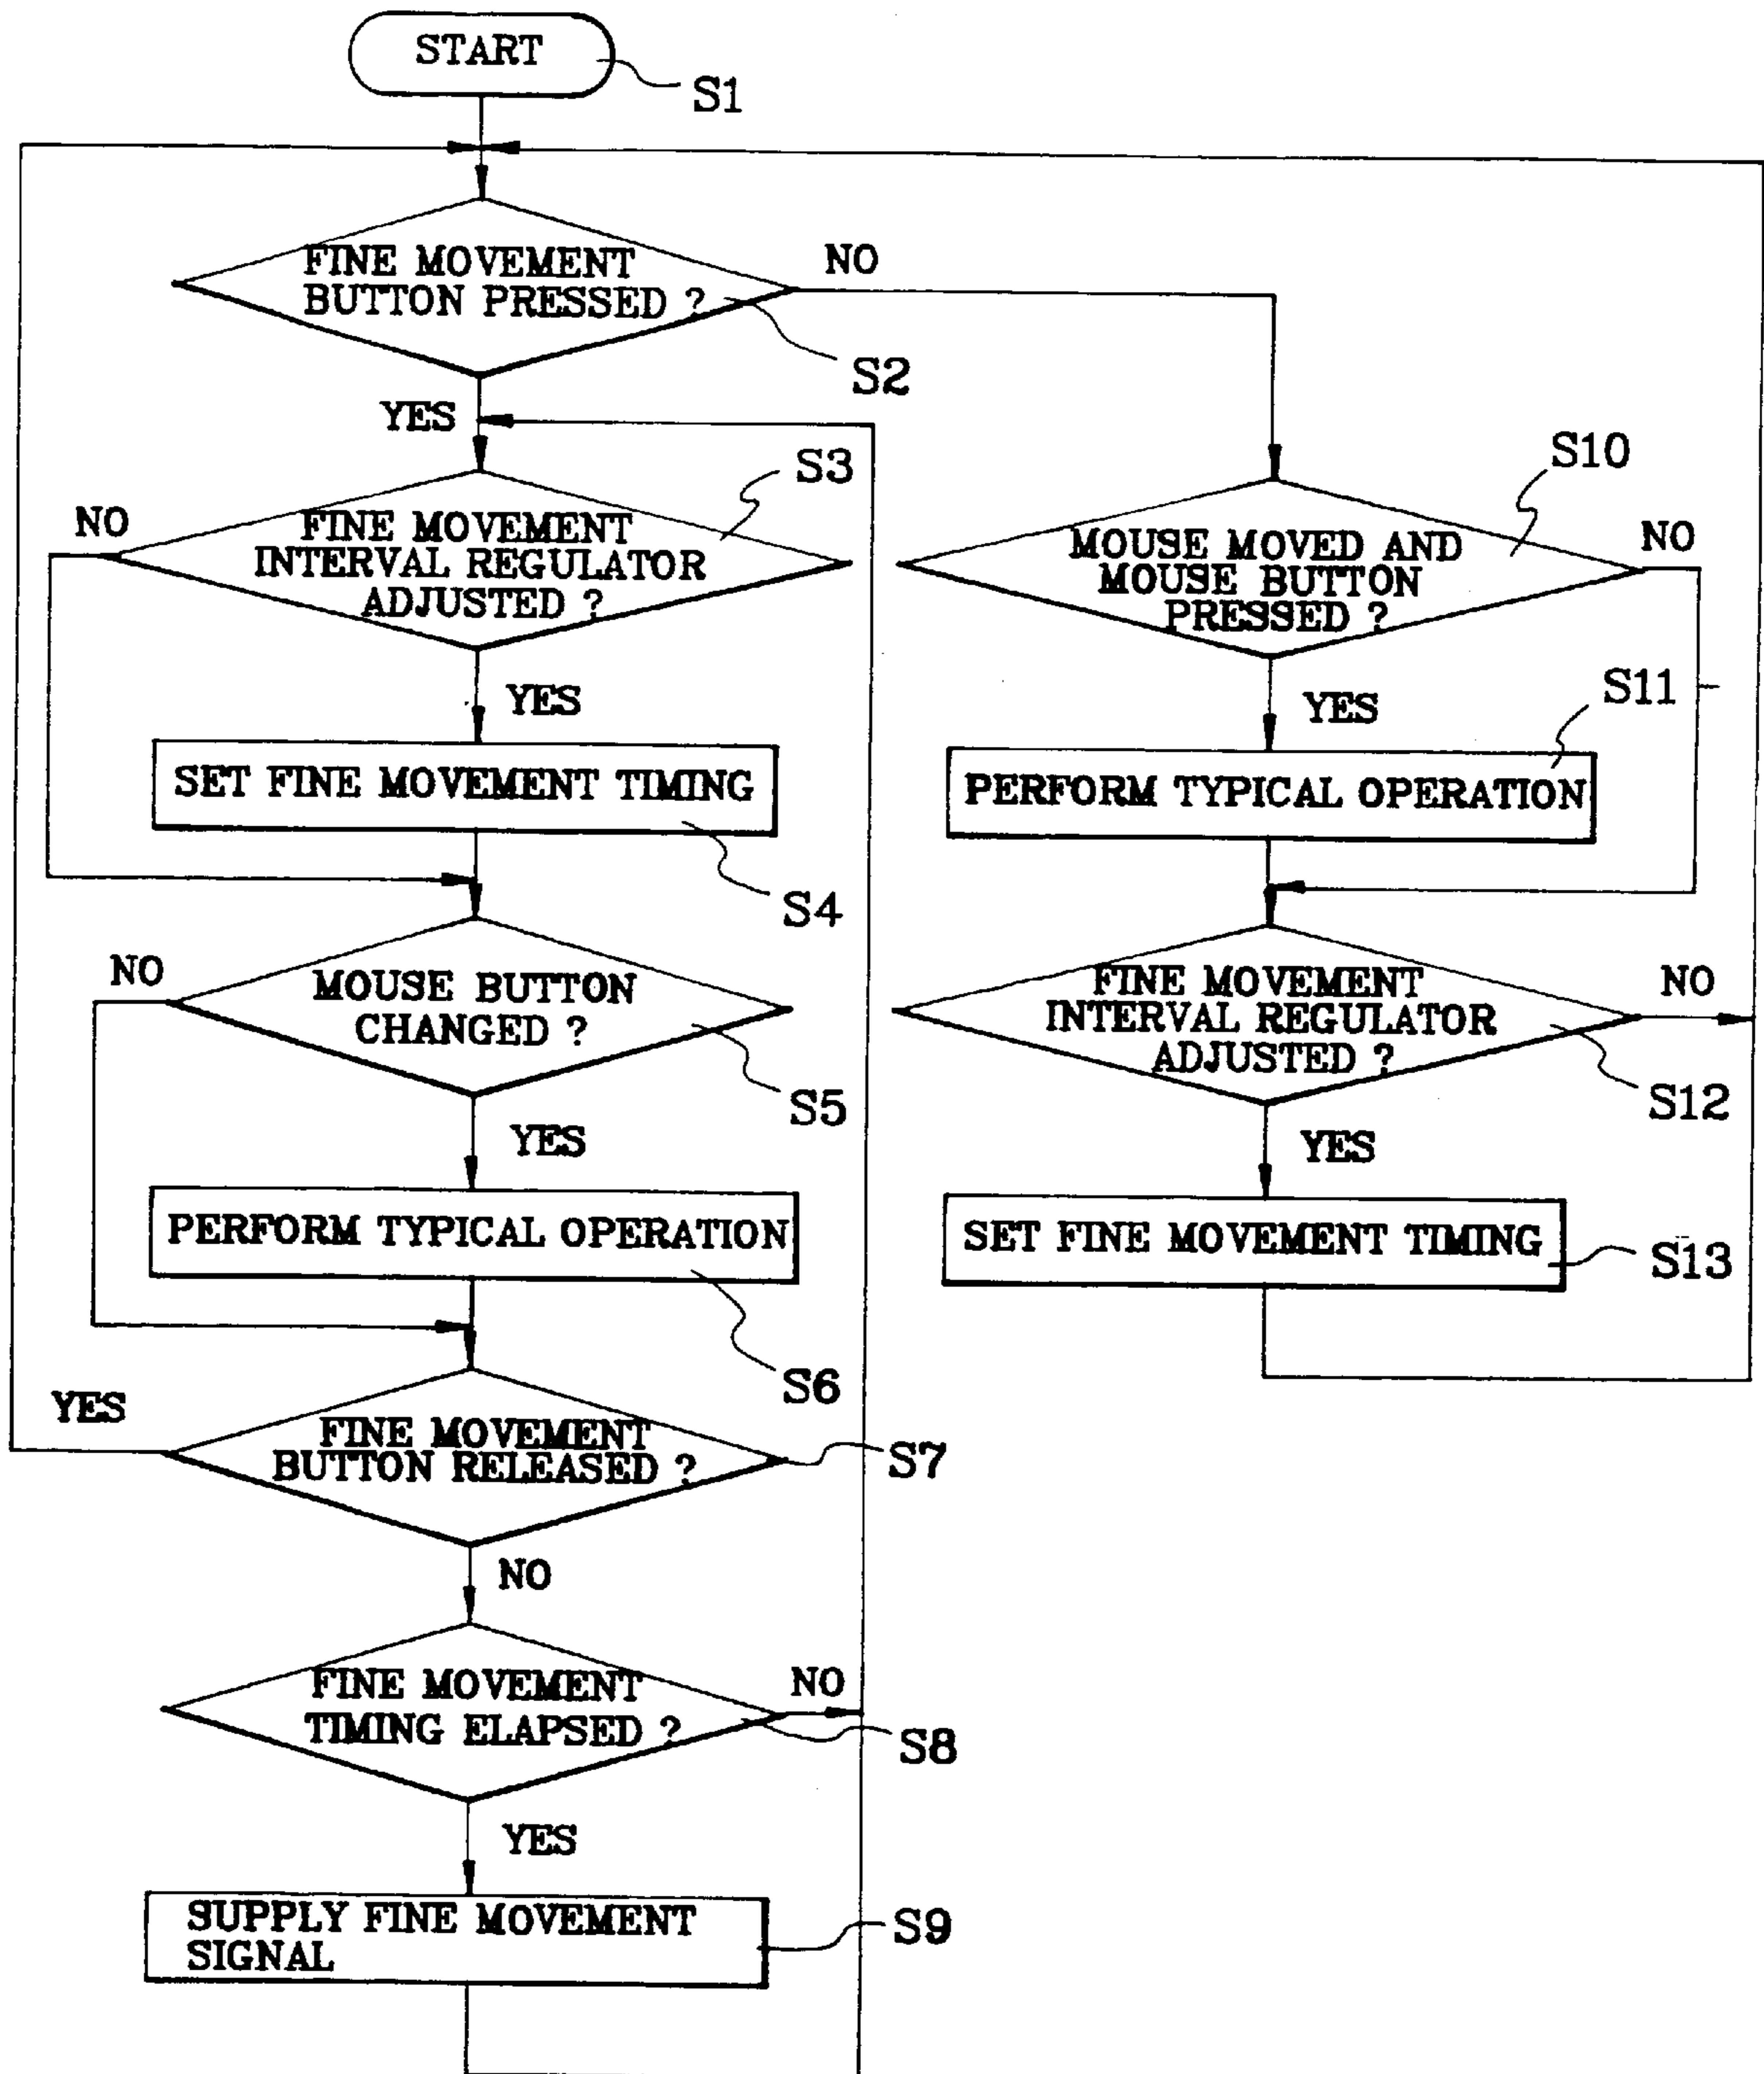 START
S1
FINE MOVEMENT
BUTTON PRESSED ?
NO
S2
YES
S3
NO
FINE MOVEMENT
INTERVAL REGULATOR
ADJUSTED ?
YES
SET FINE MOVEMENT TIMING
S4
NO
MOUSE BUTTON
CHANGED ?
S5
YES
PERFORM TYPICAL OPERATION
S6
YES
FINE MOVEMENT
BUTTON RELEASED ?
S7
NO
FINE MOVEMENT
TIMING ELAPSED ?
NO
S8
YES
SUPPLY FINE MOVEMENT
SIGNAL
S9
S10
MOUSE MOVED AND
MOUSE BUTTON
PRESSED ?
NO
YES
S11
PERFORM TYPICAL OPERATION
FINE MOVEMENT
INTERVAL REGULATOR
ADJUSTED ?
NO
S12
YES
SET FINE MOVEMENT TIMING
S13